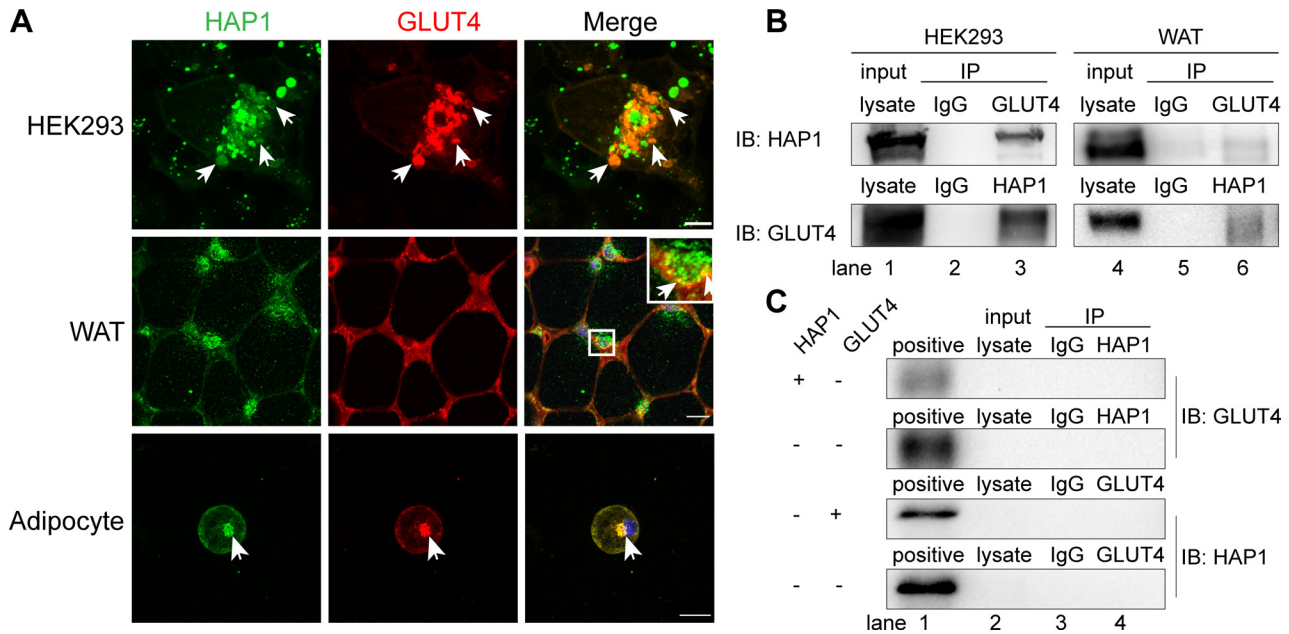 A
HAP1 GLUT4 Merge
HEK293
WAT
Adipocyte
B
HEK293 WAT
input IP input IP
lysate IgG GLUT4 lysate IgG GLUT4
IB: HAP1
lysate IgG HAP1 lysate IgG HAP1
IB: GLUT4
lane 1 2 3 4 5 6
C
HAP1 GLUT4
input IP
positive lysate IgG HAP1
+ -
positive lysate IgG HAP1
IB: GLUT4
- -
positive lysate IgG GLUT4
- +
positive lysate IgG GLUT4
IB: HAP1
- -
lane 1 2 3 4